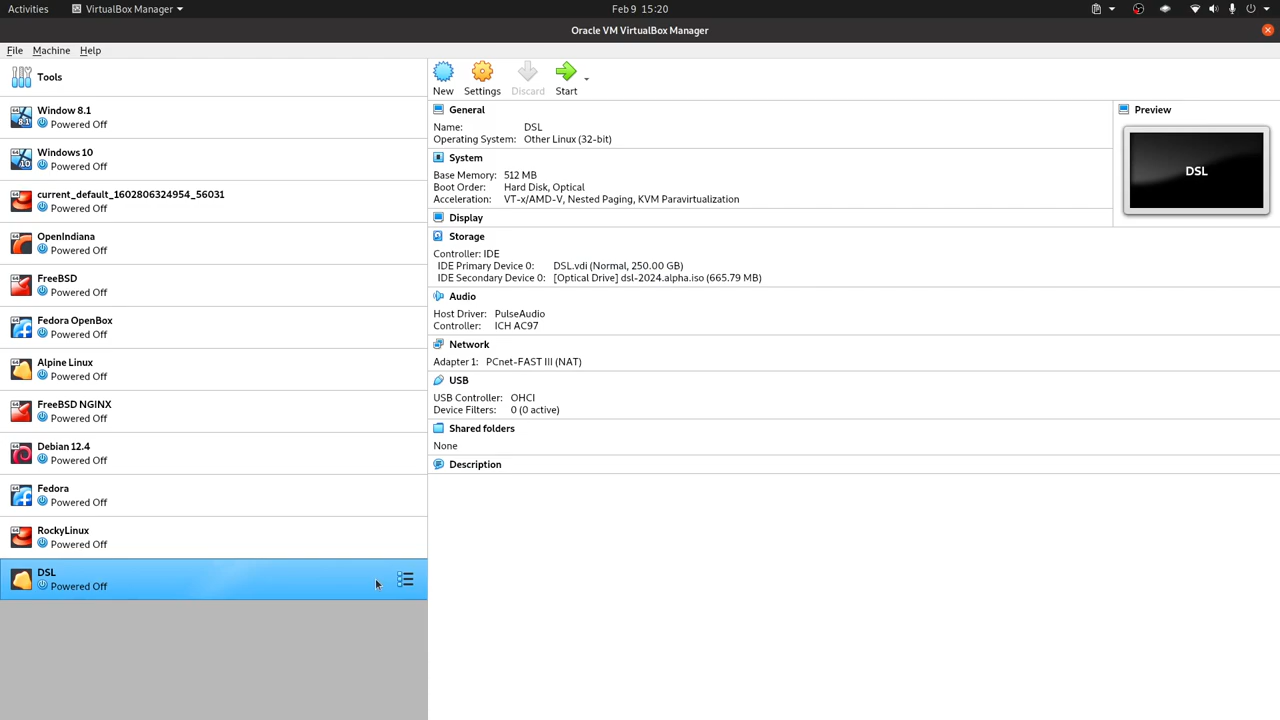 Activities VirtualBox Manager Feb 9 15:20
Oracle VM VirtualBox Manager
File Machine Help
Tools
Window 8.1
Powered Off
Windows 10
Powered Off
current_default_1602806324954_56031
Powered Off
OpenIndiana
Powered Off
FreeBSD
Powered Off
Fedora OpenBox
Powered Off
Alpine Linux
Powered Off
FreeBSD NGINX
Powered Off
Debian 12.4
Powered Off
Fedora
Powered Off
RockyLinux
Powered Off
DSL
Powered Off
New Settings Discard Start
General
Name: DSL
Operating System: Other Linux (32-bit)
System
Base Memory: 512 MB
Boot Order: Hard Disk, Optical
Acceleration: VT-x/AMD-V, Nested Paging, KVM Paravirtualization
Display
Storage
Controller: IDE
IDE Primary Device 0: DSL.vdi (Normal, 250.00 GB)
IDE Secondary Device 0: [Optical Drive] dsl-2024.alpha.iso (665.79 MB)
Audio
Host Driver: PulseAudio
Controller: ICH AC97
Network
Adapter 1: PCnet-FAST III (NAT)
USB
USB Controller: OHCI
Device Filters: 0 (0 active)
Shared folders
None
Description
Preview
DSL